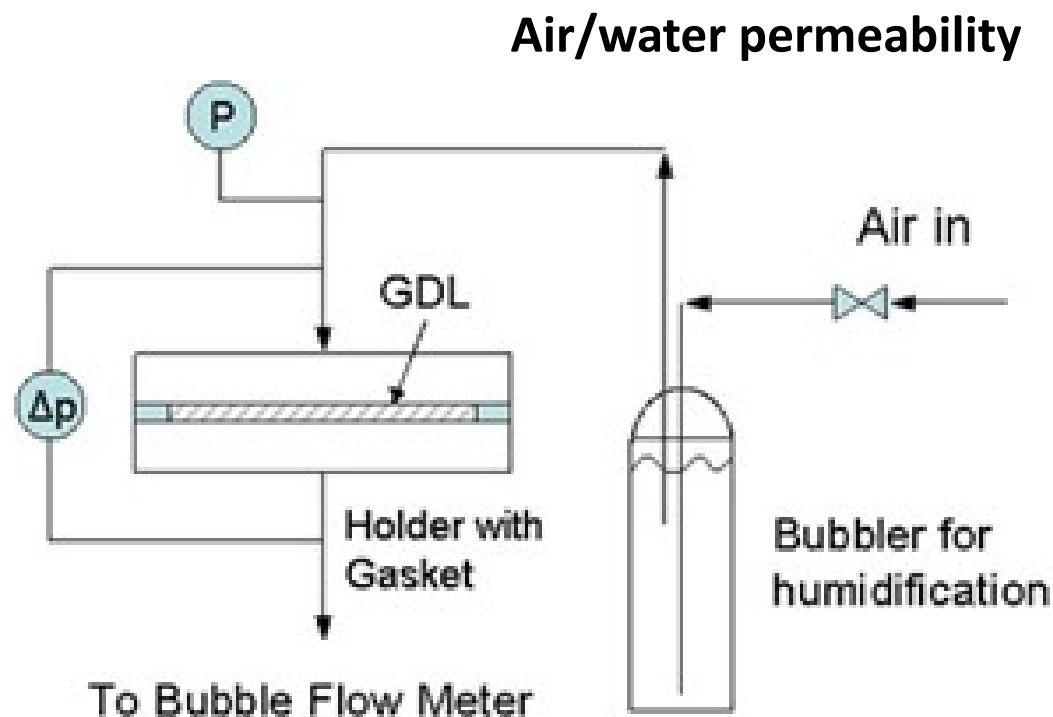 Air/water permeability
P
Air in
GDL
Δp
Holder with
Gasket
Bubbler for
humidification
To Bubble Flow Meter